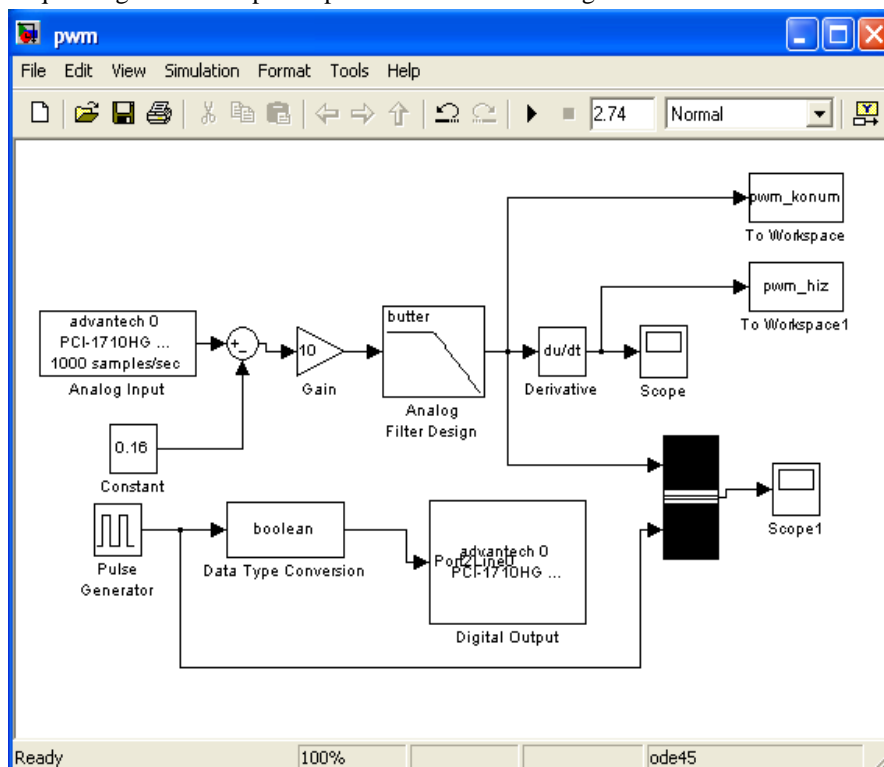 pwm
File Edit View Simulation Format Tools Help
2.74 Normal
pwm_konum
To Workspace
pwm_hiz
To Workspace1
butter
advantech 0
PCI-1710HG ...
1000 samples/sec
Analog Input
+
-
10
Gain
Analog
Filter Design
du/dt
Derivative
Scope
0.16
Constant
Pulse
Generator
boolean
Data Type Conversion
advantech 0
Port2Line0
PCI-1710HG ...
Digital Output
Scope1
Ready 100% ode45